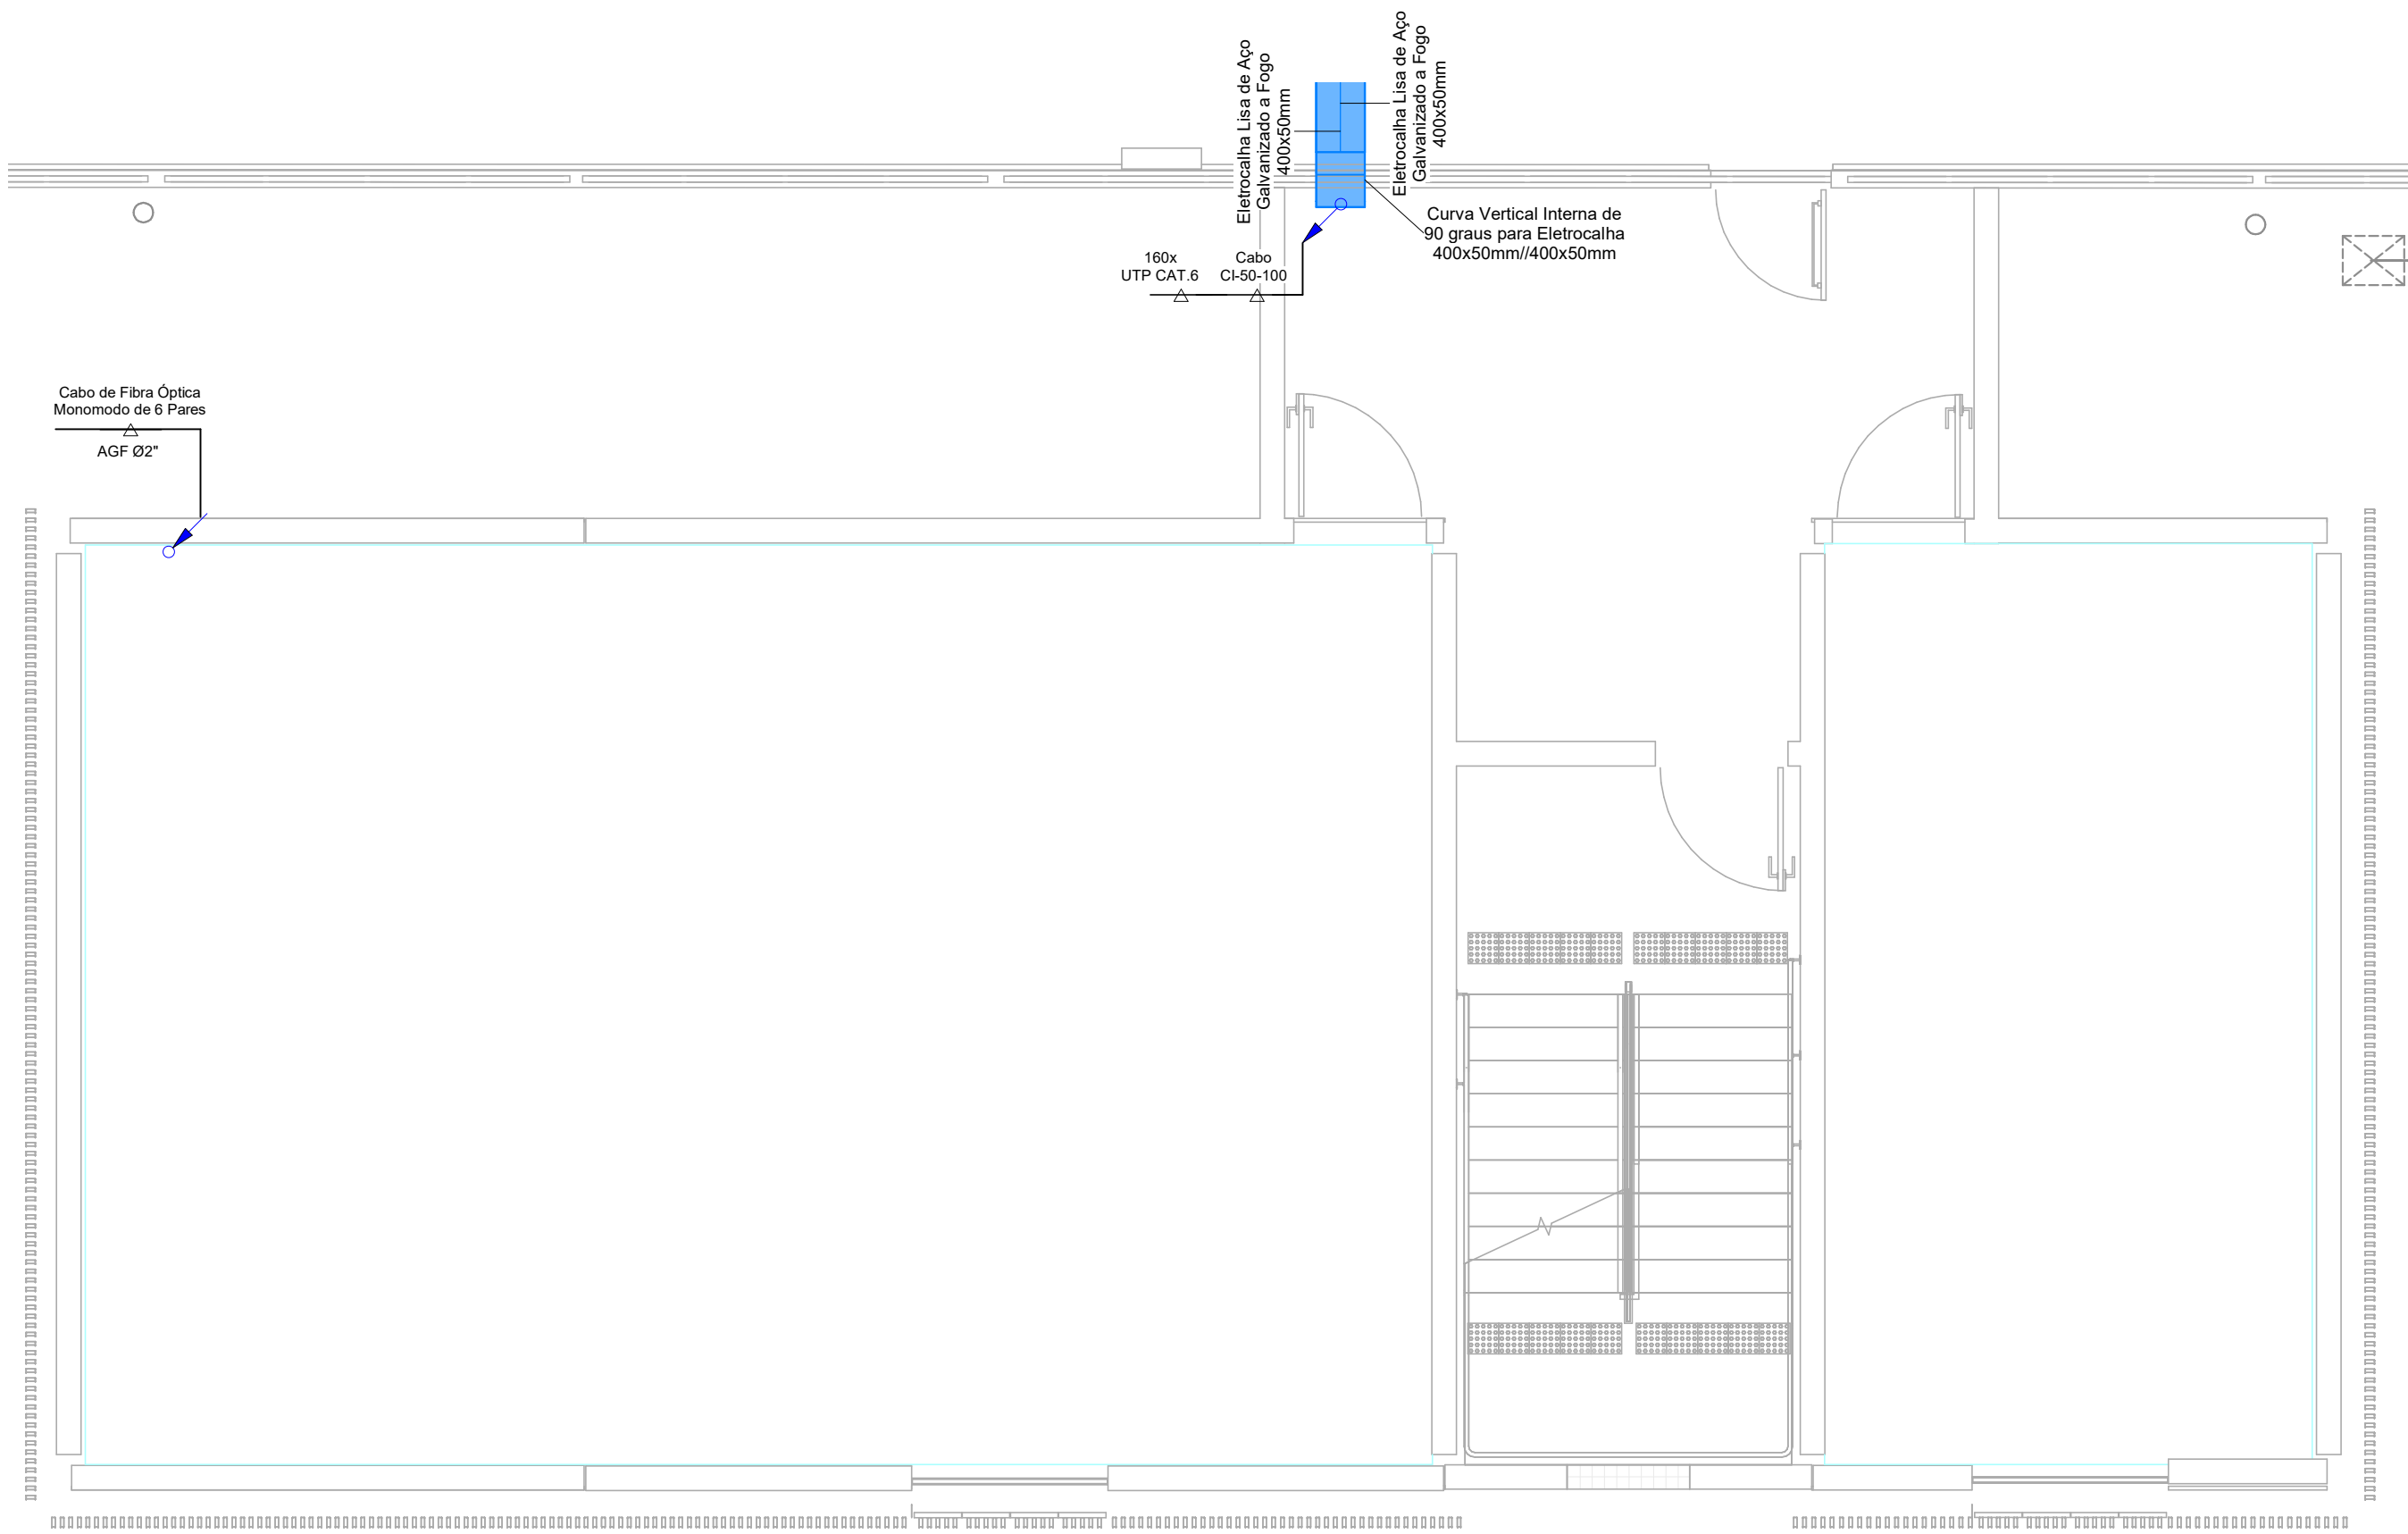 Eletrocalha Lisa de Aço
Galvanizado a Fogo
400x50mm
Eletrocalha Lisa de Aço
Galvanizado a Fogo
400x50mm
Curva Vertical Interna de
90 graus para Eletrocalha
400x50mm//400x50mm
160x
UTP CAT.6
Cabo
CI-50-100
Cabo de Fibra Óptica
Monomodo de 6 Pares
AGF Ø2"